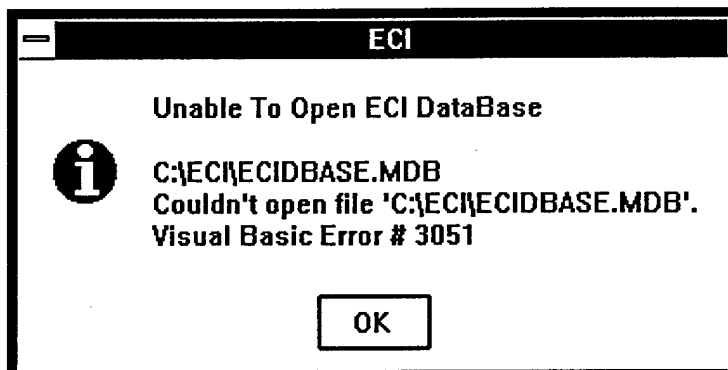 ECI
Unable To Open ECI DataBase
C:\ECI\ECIDBASE.MDB
Couldn't open file 'C:\ECI\ECIDBASE.MDB'.
Visual Basic Error # 3051
OK